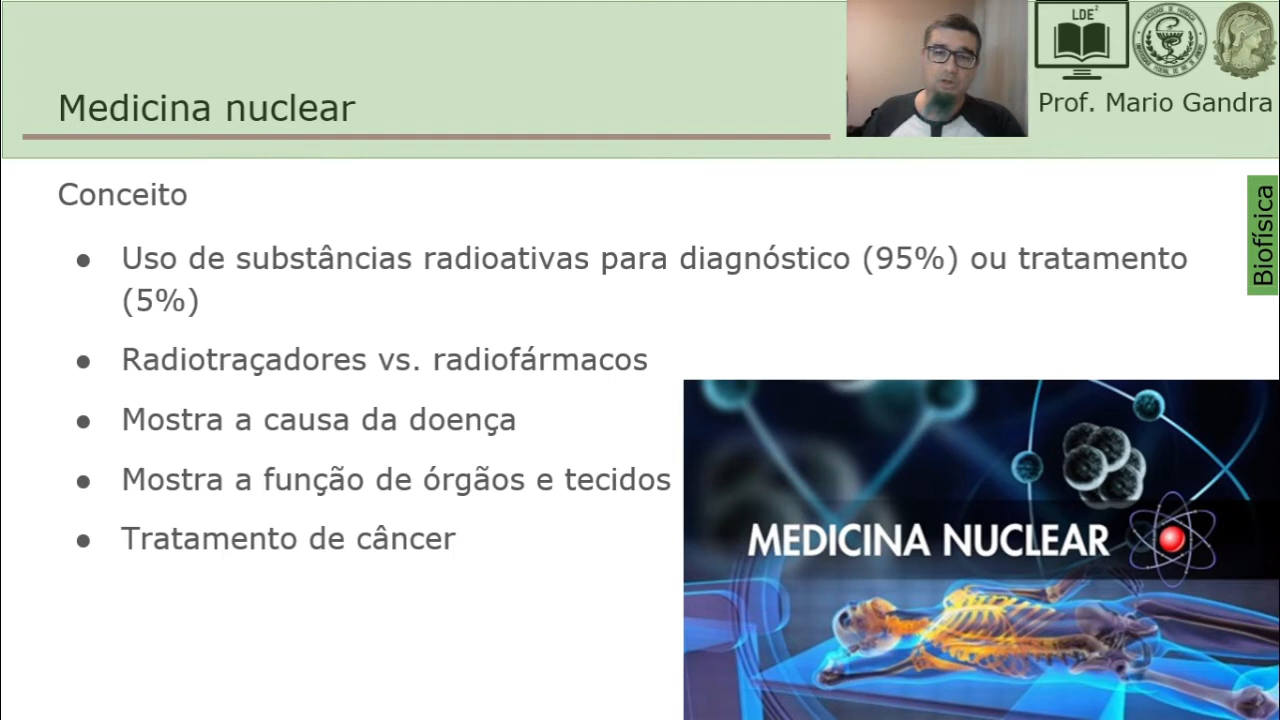 LDE²
Prof. Mario Gandra
Medicina nuclear
Biofísica
Conceito
● Uso de substâncias radioativas para diagnóstico (95%) ou tratamento
(5%)
● Radiotraçadores vs. radiofármacos
● Mostra a causa da doença
● Mostra a função de órgãos e tecidos
● Tratamento de câncer
MEDICINA NUCLEAR